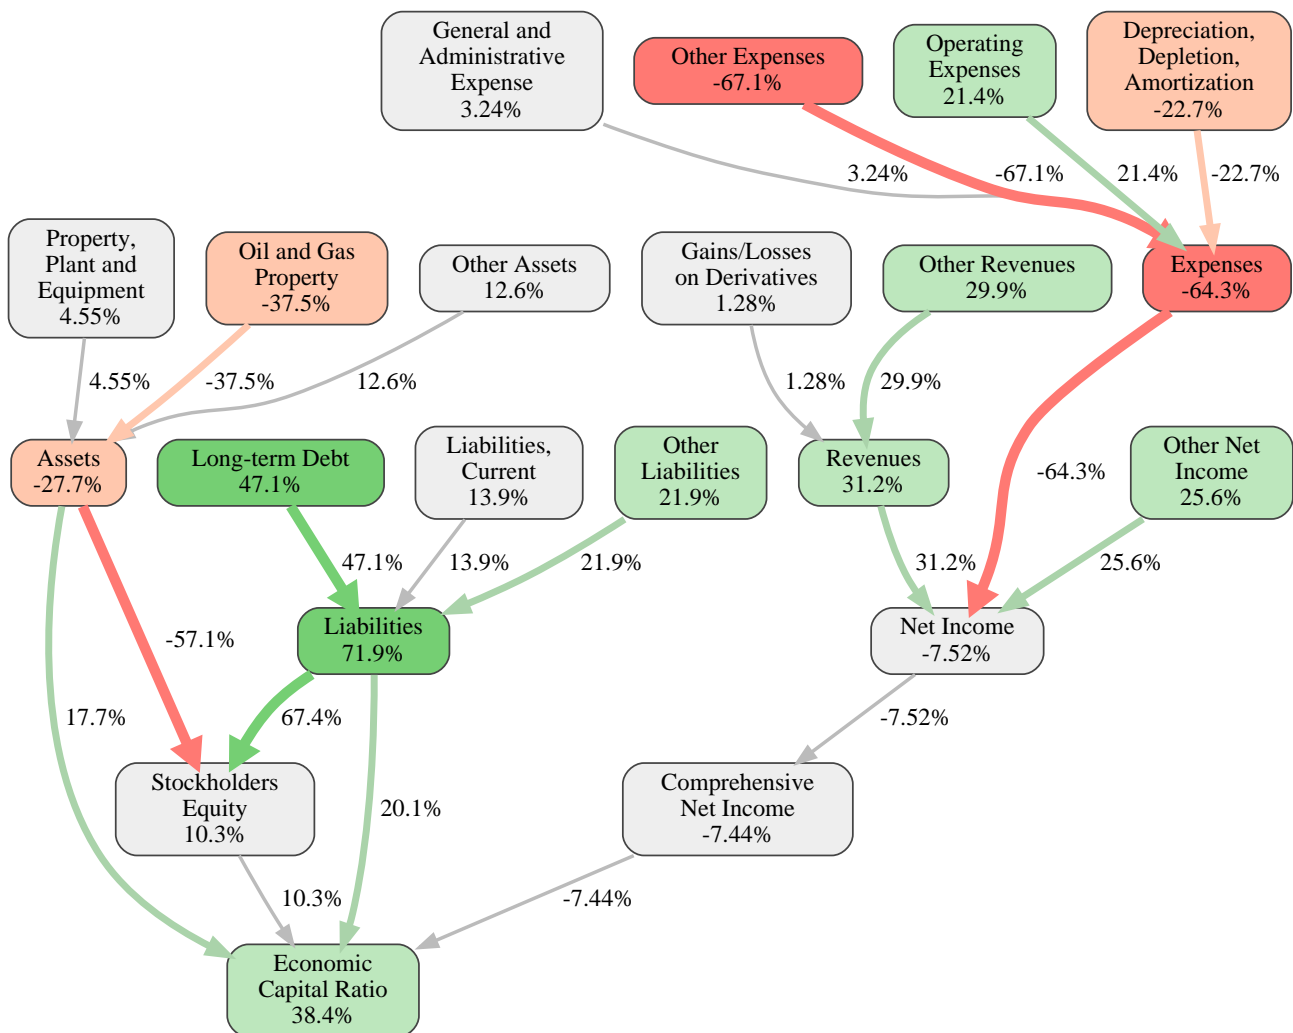 General and
Administrative
Expense
3.24%
Other Expenses
-67.1%
Operating
Expenses
21.4%
Depreciation,
Depletion,
Amortization
-22.7%
3.24%
-67.1%
21.4%
-22.7%
Property,
Plant and
Equipment
4.55%
Oil and Gas
Property
-37.5%
Other Assets
12.6%
Gains/Losses
on Derivatives
1.28%
Other Revenues
29.9%
Expenses
-64.3%
4.55%
-37.5%
12.6%
1.28%
29.9%
Assets
-27.7%
Long-term Debt
47.1%
Liabilities,
Current
13.9%
Other
Liabilities
21.9%
Revenues
31.2%
-64.3%
Other Net
Income
25.6%
47.1%
13.9%
21.9%
31.2%
25.6%
-57.1%
Liabilities
71.9%
Net Income
-7.52%
17.7%
67.4%
-7.52%
Stockholders
Equity
10.3%
20.1%
Comprehensive
Net Income
-7.44%
10.3%
-7.44%
Economic
Capital Ratio
38.4%